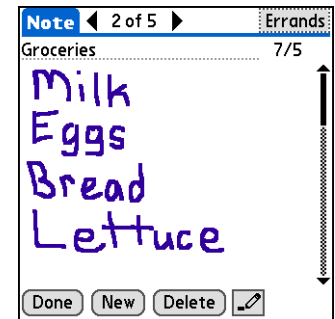 Note 2 of 5 Errands
Groceries 7/5
Milk
Eggs
Bread
Lettuce
Done New Delete